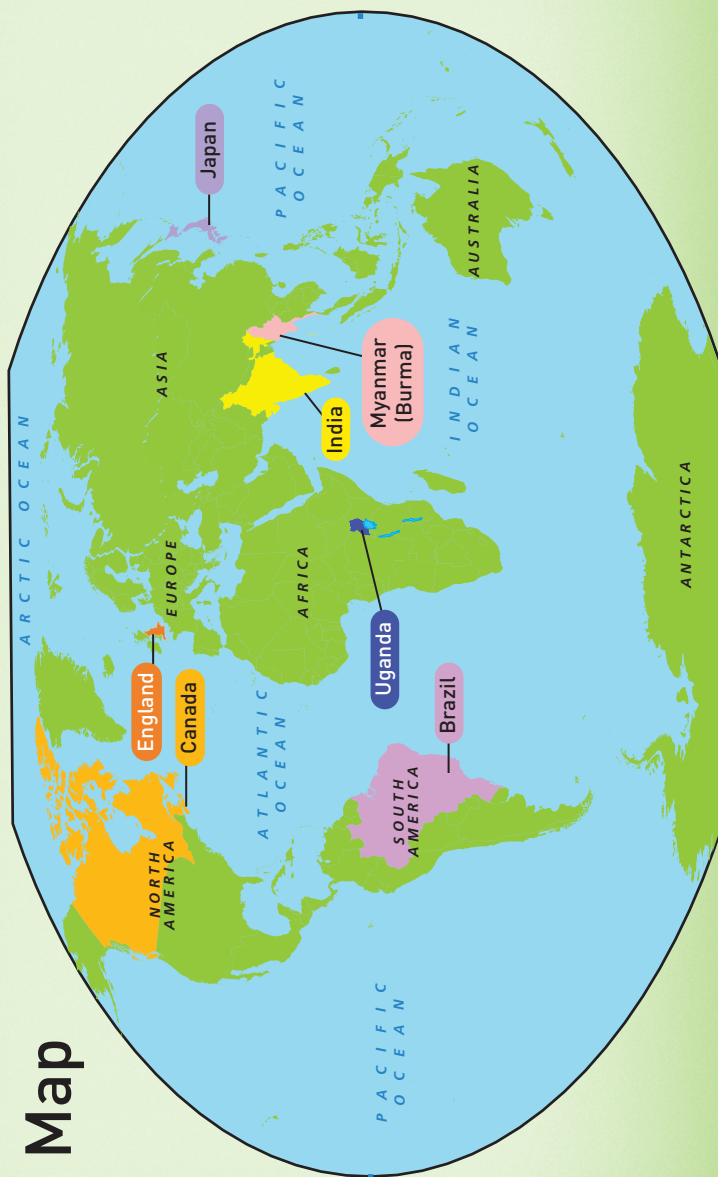 Map
ARCTIC OCEAN
NORTH
AMERICA
Canada
England
EUROPE
ASIA
Japan
PACIFIC
OCEAN
ATLANTIC
OCEAN
AFRICA
India
Myanmar
(Burma)
Uganda
Brazil
SOUTH
AMERICA
PACIFIC
OCEAN
INDIAN
OCEAN
AUSTRALIA
ANTARCTICA